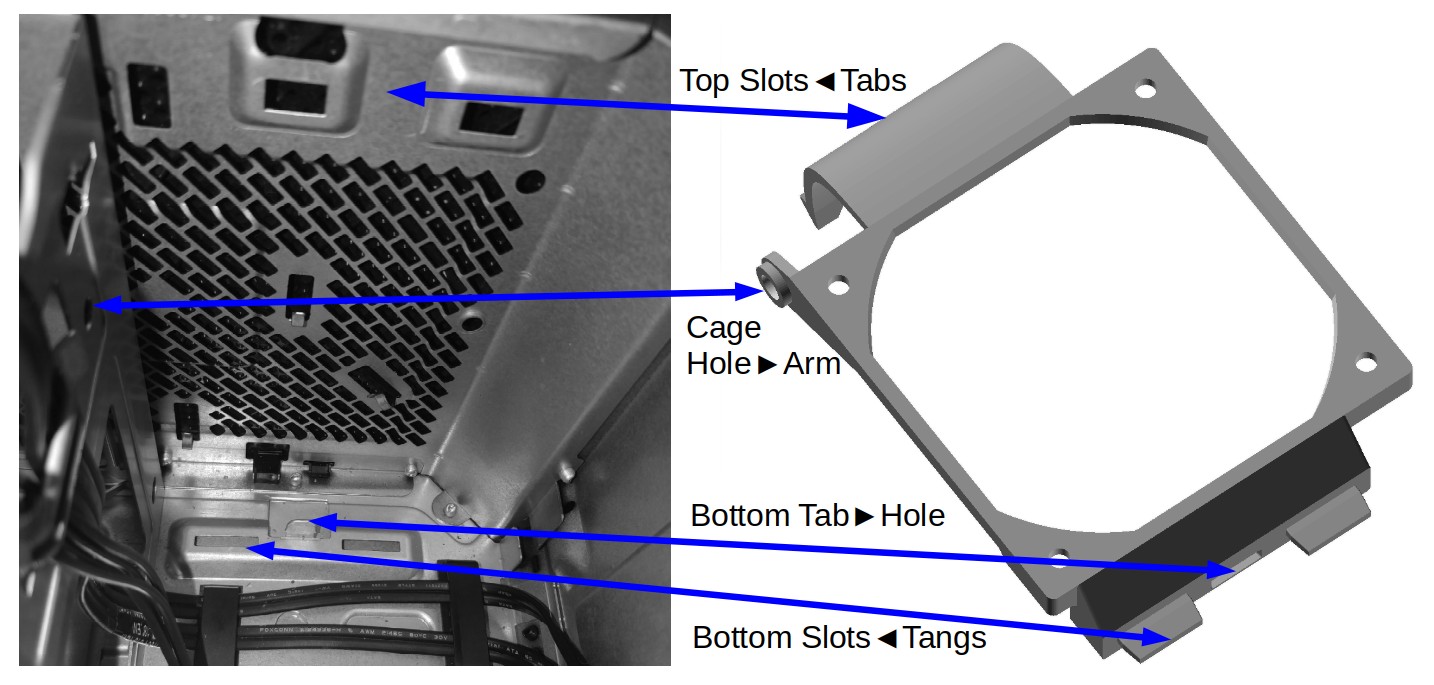 Top Slots◄Tabs
Cage
Hole►Arm
Bottom Tab►Hole
Bottom Slots◄Tangs